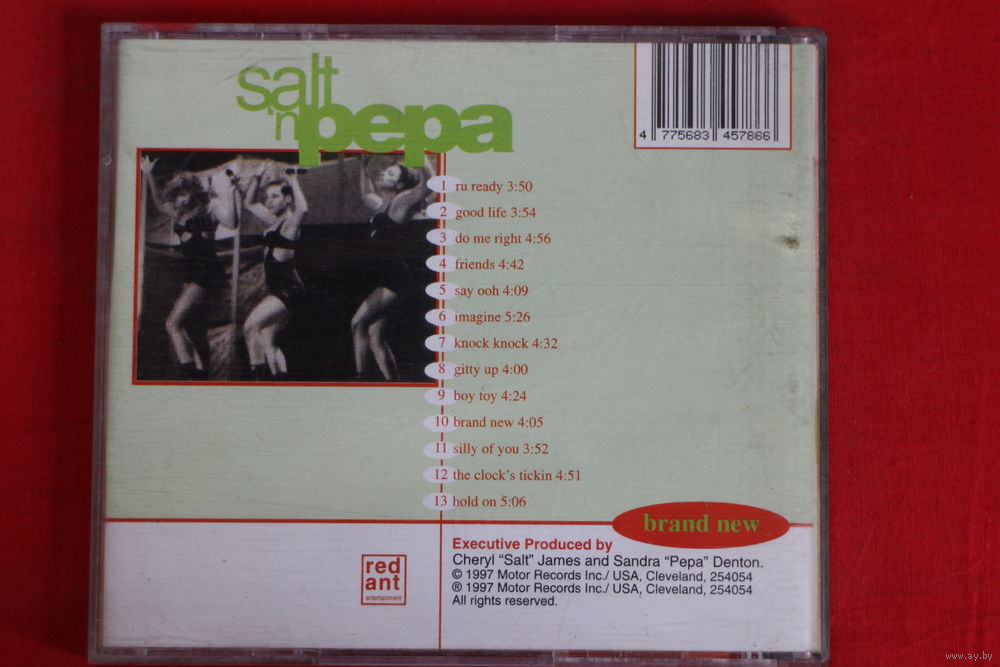 salt
'n pepa
4 775683 457866
1 ru ready 3:50
2 good life 3:54
3 do me right 4:56
4 friends 4:42
5 say ooh 4:09
6 imagine 5:26
7 knock knock 4:32
8 gitty up 4:00
9 boy toy 4:24
10 brand new 4:05
11 silly of you 3:52
12 the clock's tickin 4:51
13 hold on 5:06
brand new
red
ant
entertainment
Executive Produced by
Cheryl “Salt” James and Sandra “Pepa” Denton.
© 1997 Motor Records Inc./ USA, Cleveland, 254054
® 1997 Motor Records Inc./ USA, Cleveland, 254054
All rights reserved.
www.ay.by